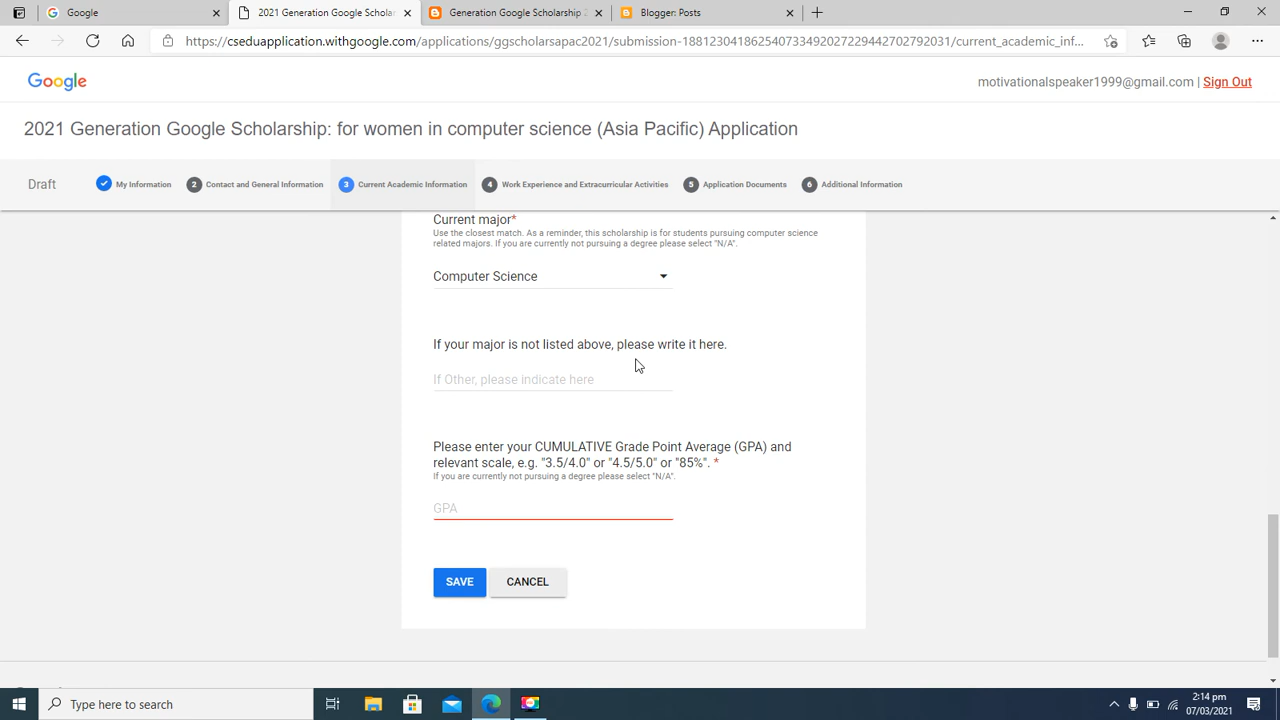 Google
2021 Generation Google Scholar
Generation Google Scholarship 2
Blogger: Posts
https://cseduapplication.withgoogle.com/applications/ggscholarsapac2021/submission-18812304186254073349202722944270279​2031/current_academic_inf...
Google
motivationalspeaker1999@gmail.com | Sign Out
2021 Generation Google Scholarship: for women in computer science (Asia Pacific) Application
Draft
My Information
2 Contact and General Information
3 Current Academic Information
4 Work Experience and Extracurricular Activities
5 Application Documents
6 Additional Information
Current major*
Use the closest match. As a reminder, this scholarship is for students pursuing computer science
related majors. If you are currently not pursuing a degree please select "N/A".
Computer Science
If your major is not listed above, please write it here.
If Other, please indicate here
Please enter your CUMULATIVE Grade Point Average (GPA) and
relevant scale, e.g. "3.5/4.0" or "4.5/5.0" or "85%". *
If you are currently not pursuing a degree please select "N/A".
GPA
SAVE
CANCEL
Type here to search
2:14 pm
07/03/2021